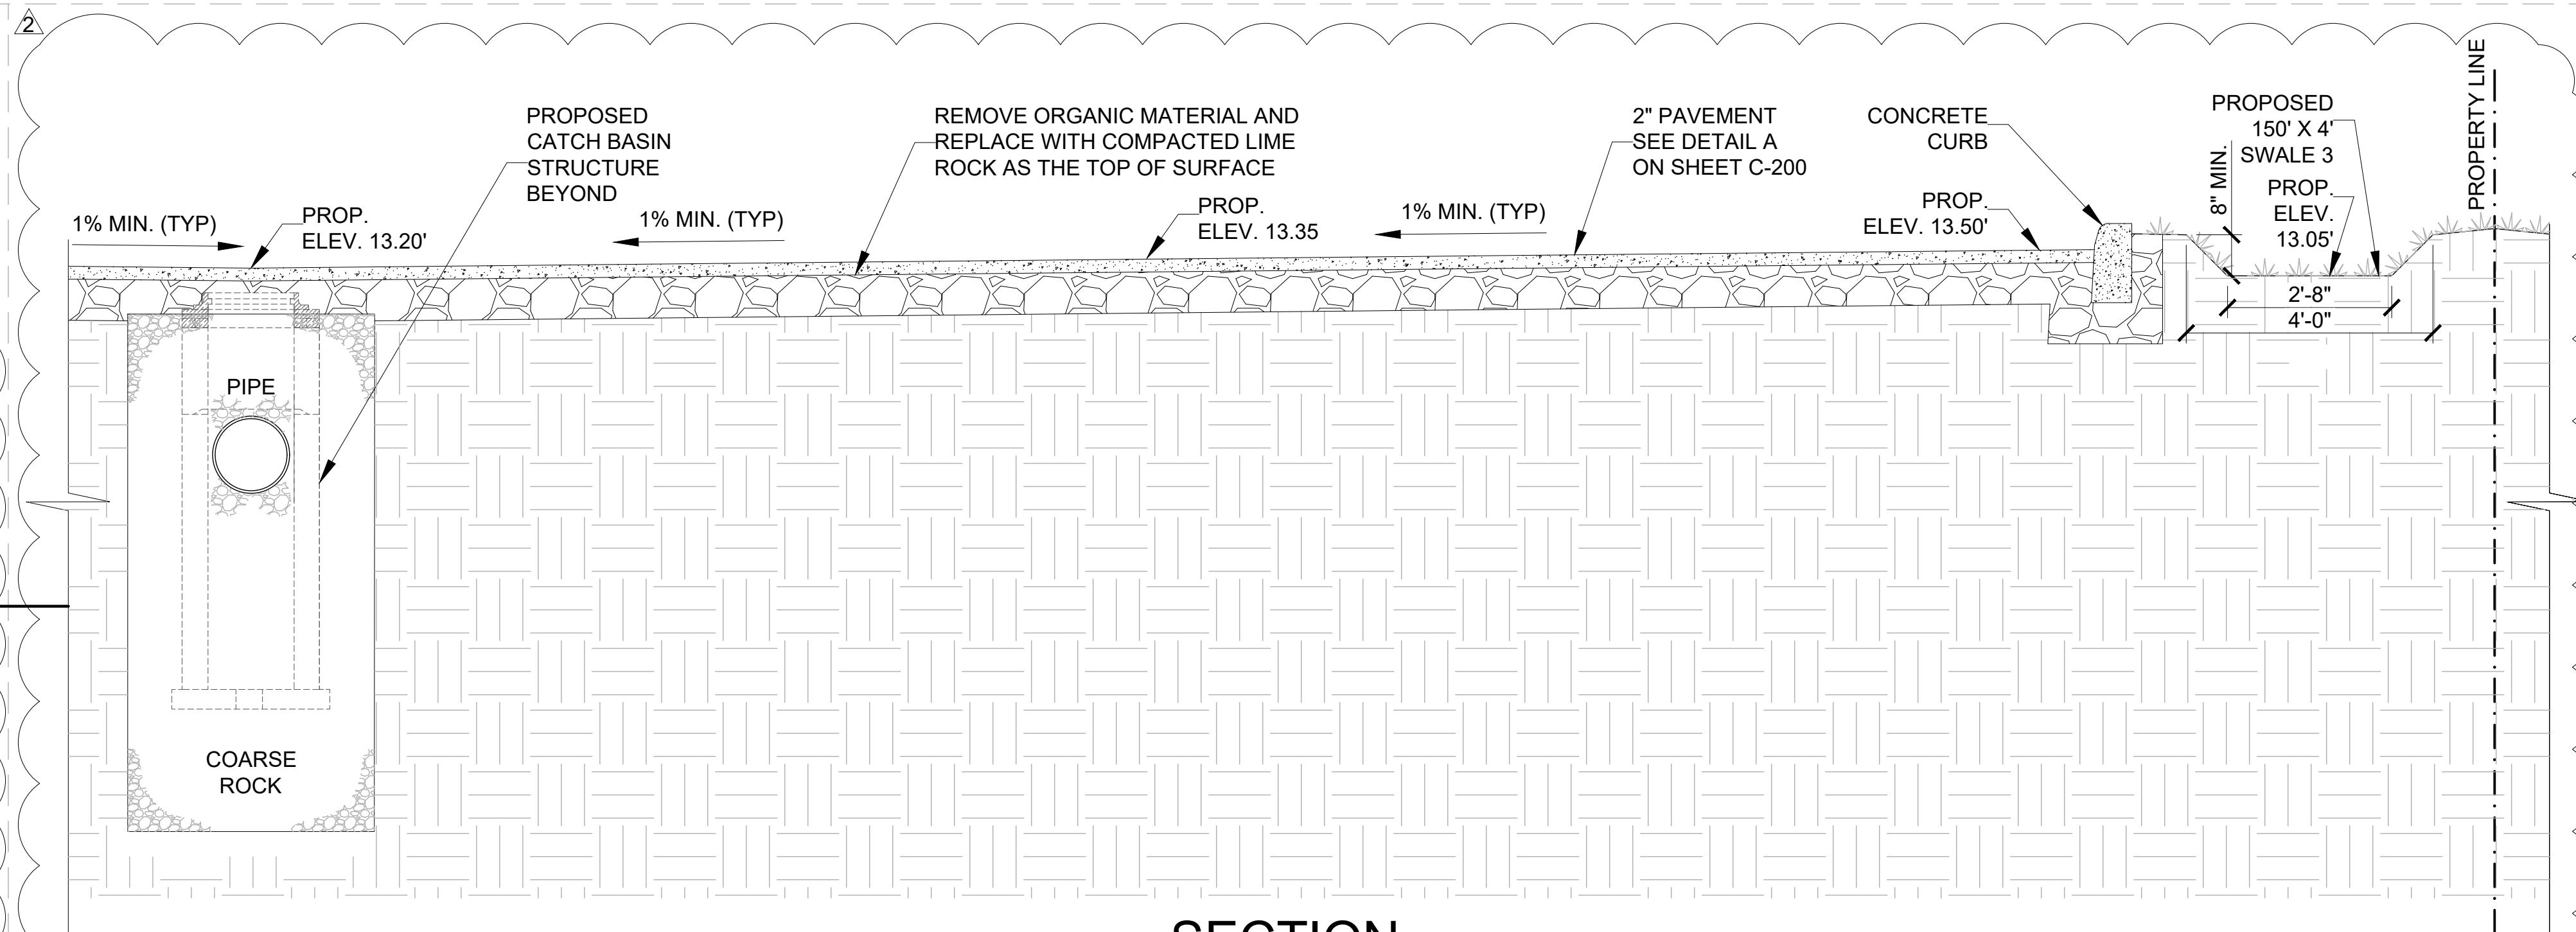 2
PROPOSED
CATCH BASIN
STRUCTURE
BEYOND
REMOVE ORGANIC MATERIAL AND
REPLACE WITH COMPACTED LIME
ROCK AS THE TOP OF SURFACE
2" PAVEMENT
SEE DETAIL A
ON SHEET C-200
CONCRETE
CURB
PROPOSED
150' X 4'
SWALE 3
PROPERTY LINE
8" MIN.
PROP.
ELEV.
13.05'
1% MIN. (TYP)
PROP.
ELEV. 13.20'
1% MIN. (TYP)
PROP.
ELEV. 13.35
1% MIN. (TYP)
PROP.
ELEV. 13.50'
2'-8"
4'-0"
PIPE
COARSE
ROCK
SECTION